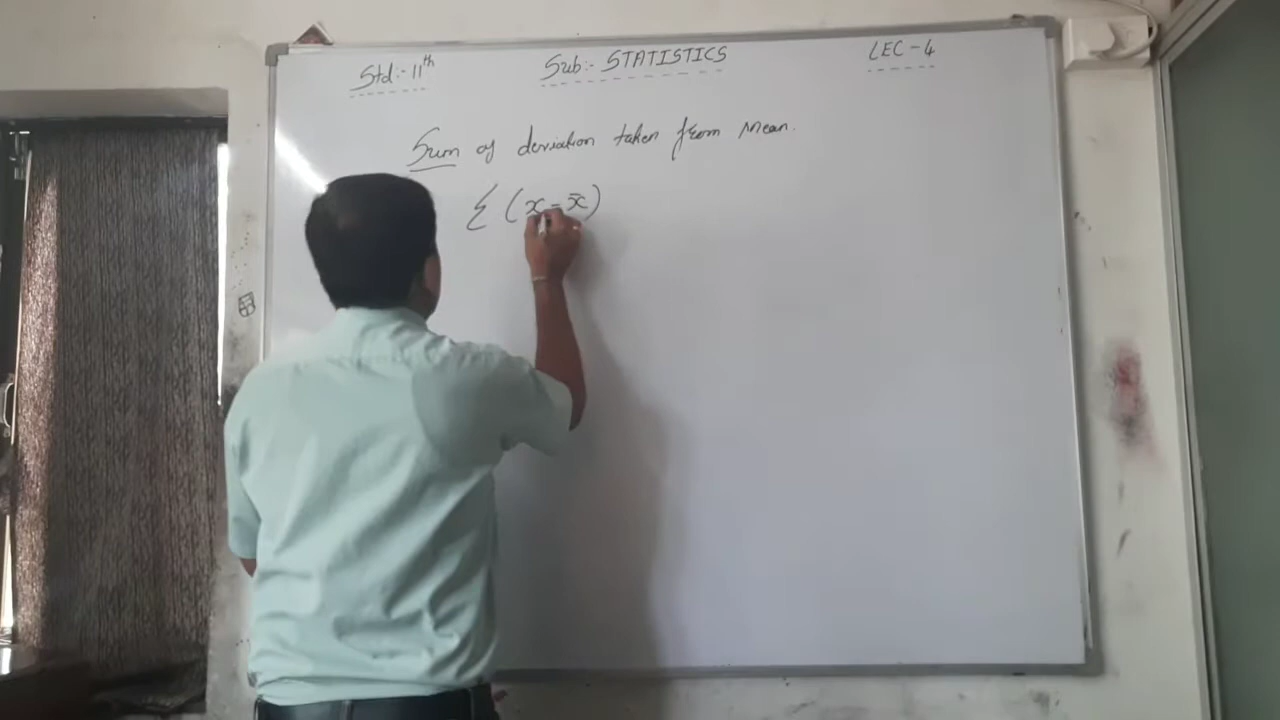 Std:- 11th Sub:- STATISTICS LEC-4
Sum of deviation taken from Mean.
Σ (x - x̄)